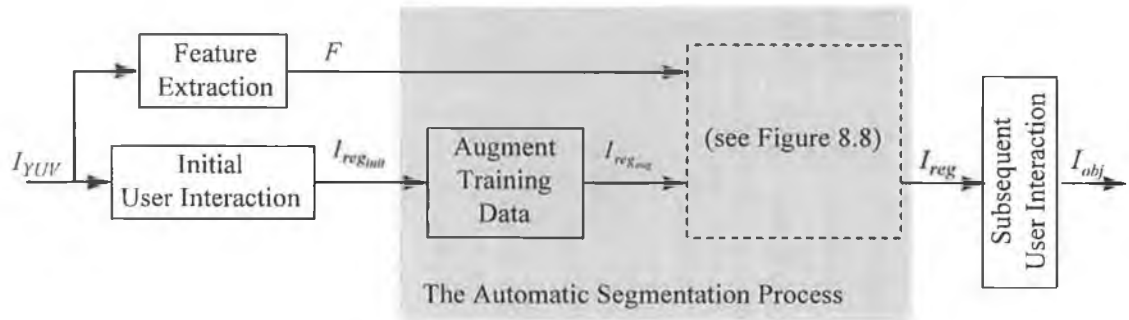 Feature
Extraction
F
I_YUV
Initial
User Interaction
I_reg_init
Augment
Training
Data
I_reg
(see Figure 8.8)
I_reg
Subsequent
User Interaction
I_obj
The Automatic Segmentation Process